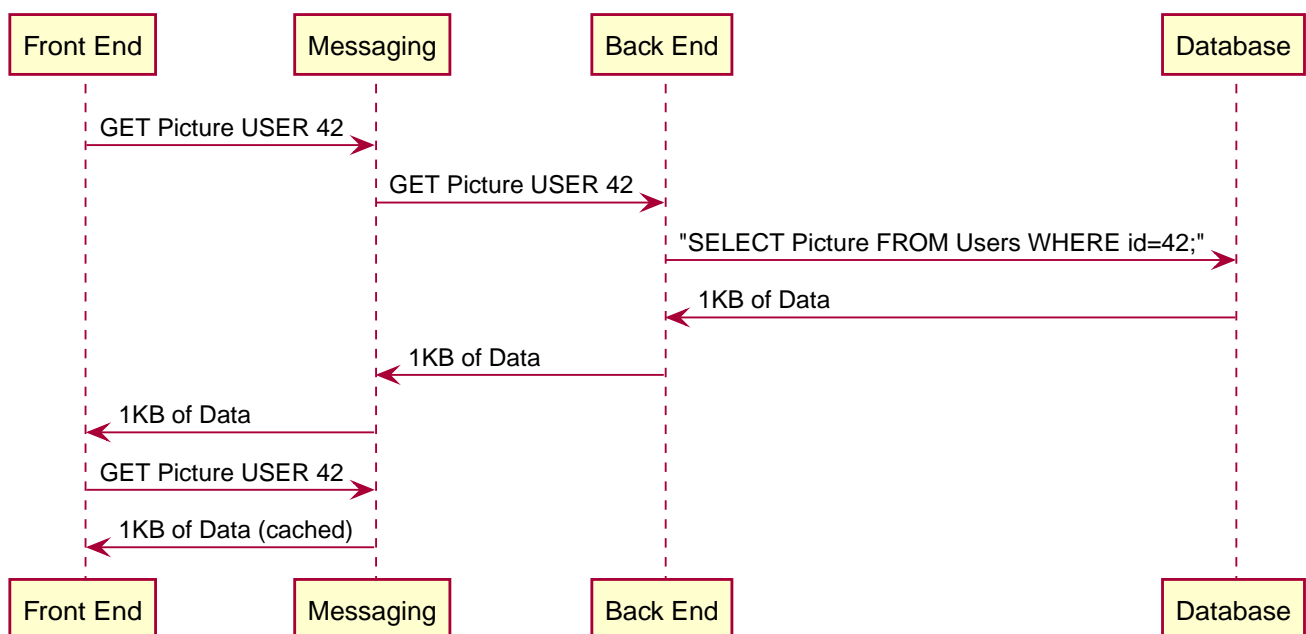 Front End
Messaging
Back End
Database
GET Picture USER 42
GET Picture USER 42
"SELECT Picture FROM Users WHERE id=42;"
1KB of Data
1KB of Data
1KB of Data
GET Picture USER 42
1KB of Data (cached)
Front End
Messaging
Back End
Database